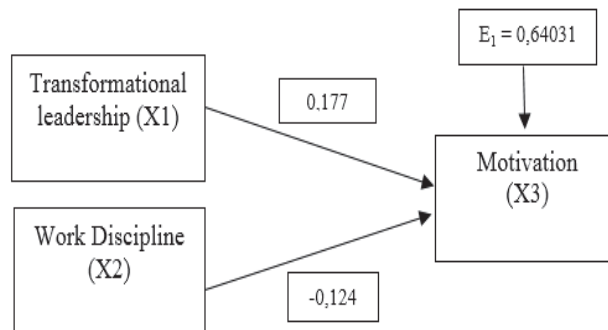 E₁ = 0,64031
Transformational
leadership (X1)
0,177
Motivation
(X3)
Work Discipline
(X2)
-0,124